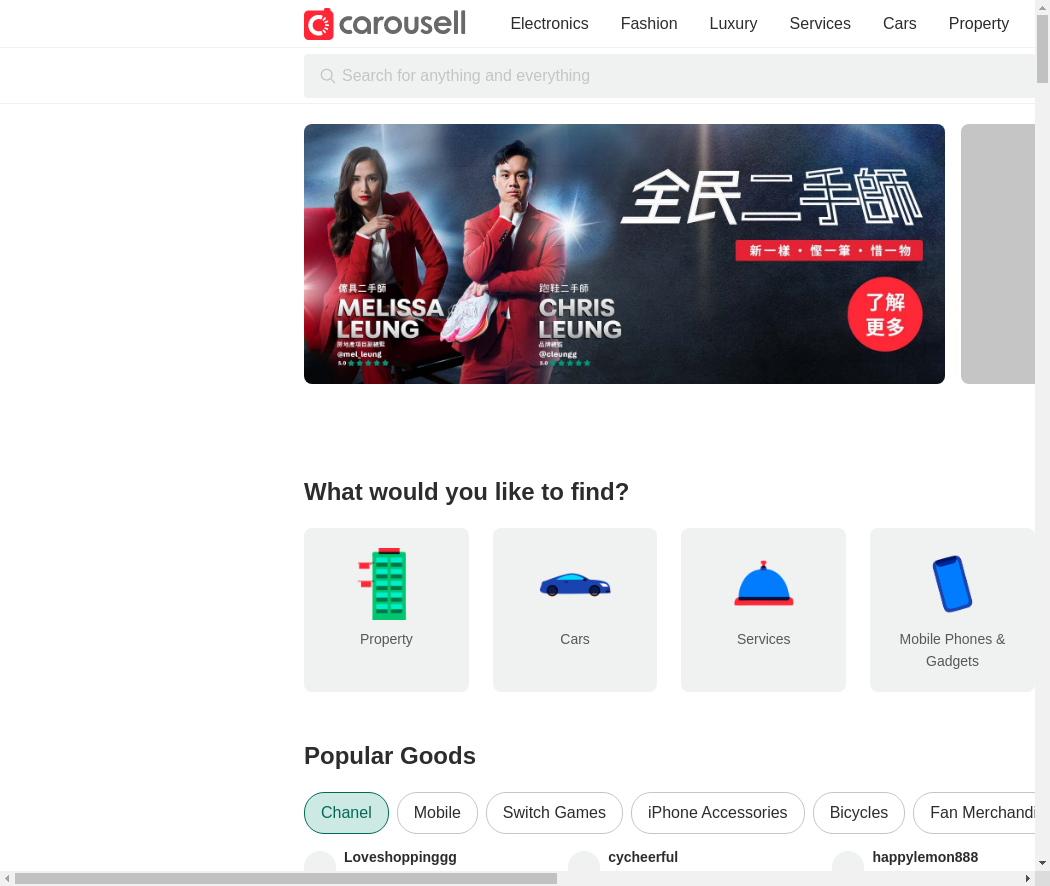 carousell
Electronics
Fashion
Luxury
Services
Cars
Property
Search for anything and everything
全民二手師
新一樣・慳一筆・惜一物
傢具二手師
MELISSA
LEUNG
房地產項目副總監
@mel_leung
5.0
跑鞋二手師
CHRIS
LEUNG
品牌總監
@cleungg
5.0
了解
更多
What would you like to find?
Property
Cars
Services
Mobile Phones &
Gadgets
Popular Goods
Chanel
Mobile
Switch Games
iPhone Accessories
Bicycles
Fan Merchandi
Loveshoppinggg
cycheerful
happylemon888